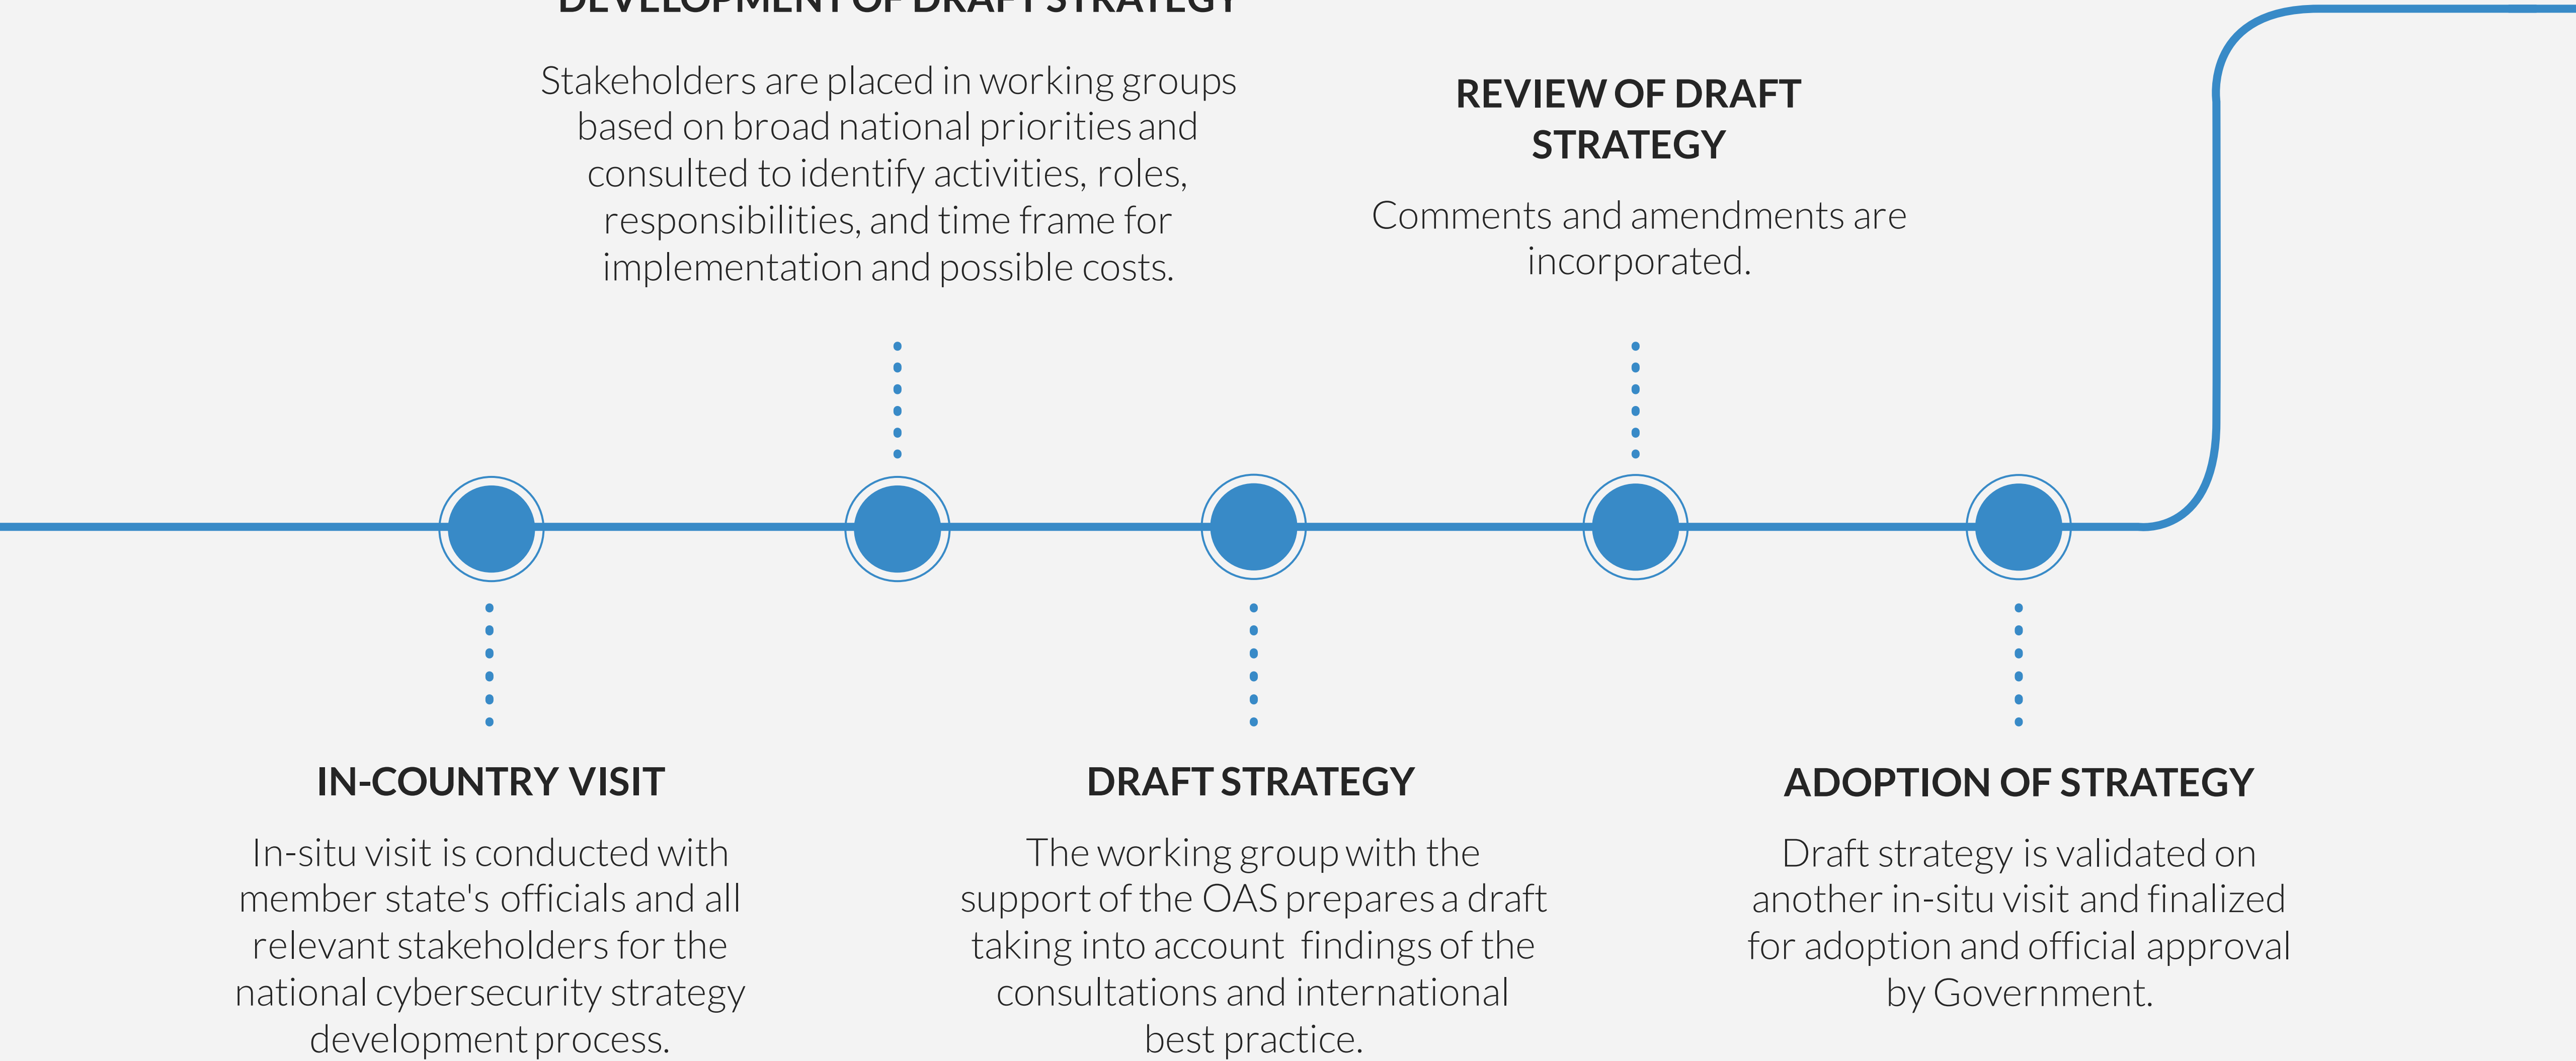 DEVELOPMENT OF DRAFT STRATEGY
Stakeholders are placed in working groups
based on broad national priorities and
consulted to identify activities, roles,
responsibilities, and time frame for
implementation and possible costs.
REVIEW OF DRAFT
STRATEGY
Comments and amendments are
incorporated.
IN-COUNTRY VISIT
In-situ visit is conducted with
member state's officials and all
relevant stakeholders for the
national cybersecurity strategy
development process.
DRAFT STRATEGY
The working group with the
support of the OAS prepares a draft
taking into account  findings of the
consultations and international
best practice.
ADOPTION OF STRATEGY
Draft strategy is validated on
another in-situ visit and finalized
for adoption and official approval
by Government.